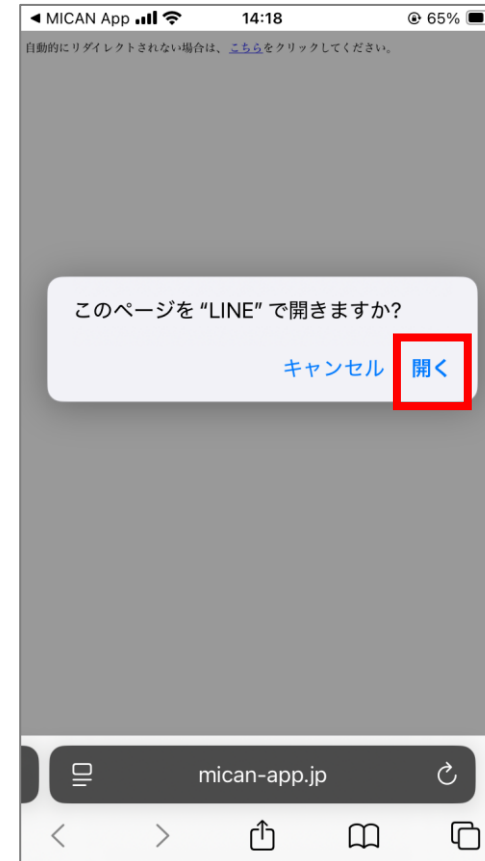 ◀ MICAN App 14:18 65%
自動的にリダイレクトされない場合は、こちらをクリックしてください。
このページを “LINE” で開きますか?
キャンセル 開く
mican-app.jp